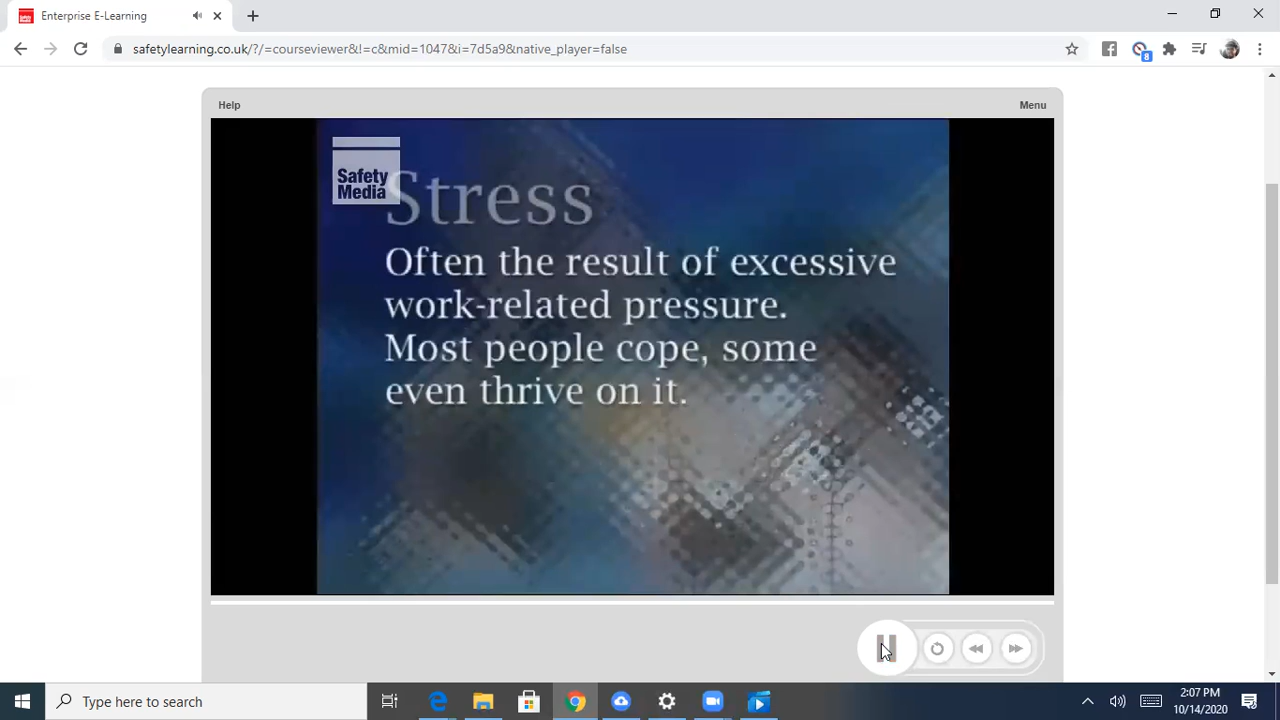 Enterprise E-Learning
safetylearning.co.uk/?/=courseviewer&!=c&mid=1047&i=7d5a9&native_player=false
8
Help
Menu
Safety
Media
Stress
Often the result of excessive
work-related pressure.
Most people cope, some
even thrive on it.
Type here to search
2:07 PM
10/14/2020